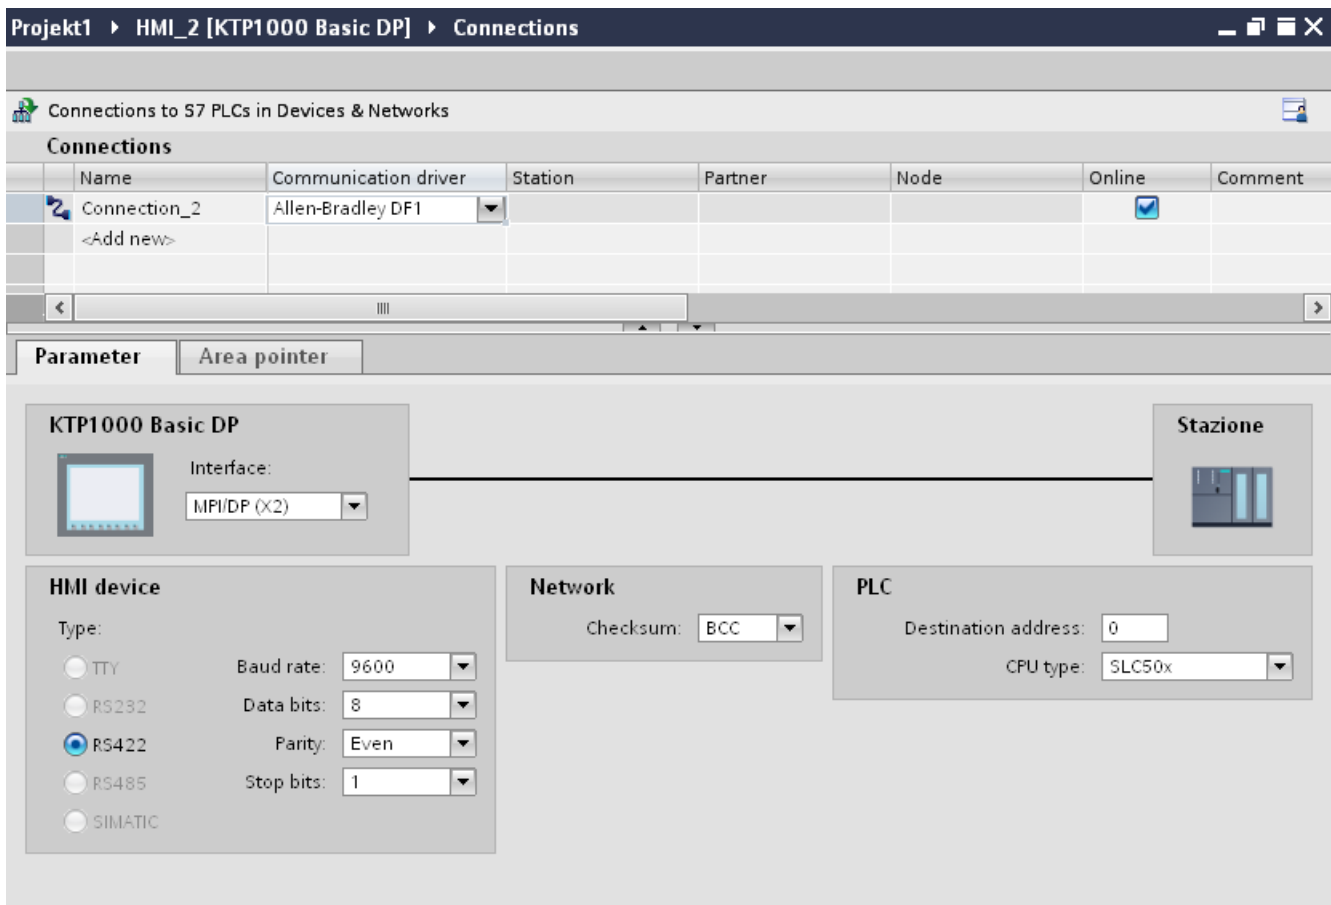 Projekt1 ▸ HMI_2 [KTP1000 Basic DP] ▸ Connections
Connections to S7 PLCs in Devices & Networks
Connections
Name Communication driver Station Partner Node Online Comment
Connection_2 Allen-Bradley DF1
<Add new>
Parameter Area pointer
KTP1000 Basic DP Stazione
Interface:
MPI/DP (X2)
HMI device
Type:
TTY Baud rate: 9600
RS232 Data bits: 8
RS422 Parity: Even
RS485 Stop bits: 1
SIMATIC
Network
Checksum: BCC
PLC
Destination address: 0
CPU type: SLC50x